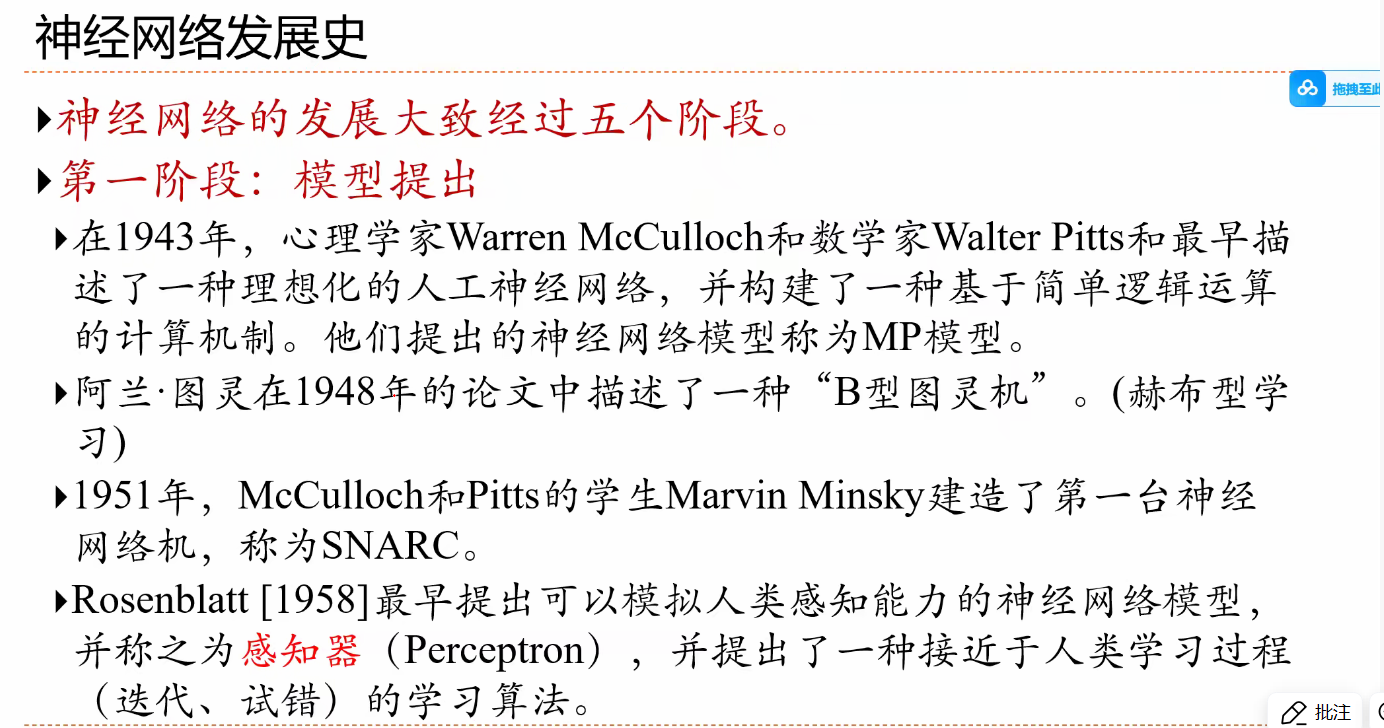 神经网络发展史
拖拽至此
神经网络的发展大致经过五个阶段。
第一阶段：模型提出
在1943年，心理学家Warren McCulloch和数学家Walter Pitts和最早描
述了一种理想化的人工神经网络，并构建了一种基于简单逻辑运算
的计算机制。他们提出的神经网络模型称为MP模型。
阿兰·图灵在1948年的论文中描述了一种“B型图灵机”。(赫布型学
习)
1951年，McCulloch和Pitts的学生Marvin Minsky建造了第一台神经
网络机，称为SNARC。
Rosenblatt [1958]最早提出可以模拟人类感知能力的神经网络模型，
并称之为感知器（Perceptron），并提出了一种接近于人类学习过程
（迭代、试错）的学习算法。
批注